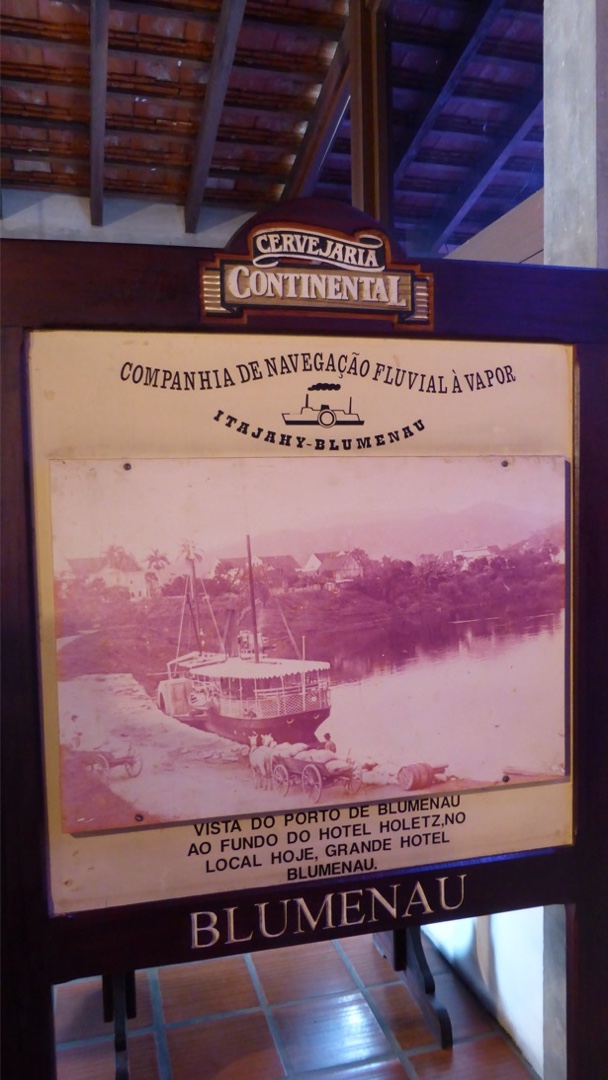 CERVEJARIA
CONTINENTAL
COMPANHIA DE NAVEGAÇÃO FLUVIAL À VAPOR
ITAJAHY-BLUMENAU
VISTA DO PORTO DE BLUMENAU
AO FUNDO DO HOTEL HOLETZ,NO
LOCAL HOJE, GRANDE HOTEL
BLUMENAU.
BLUMENAU